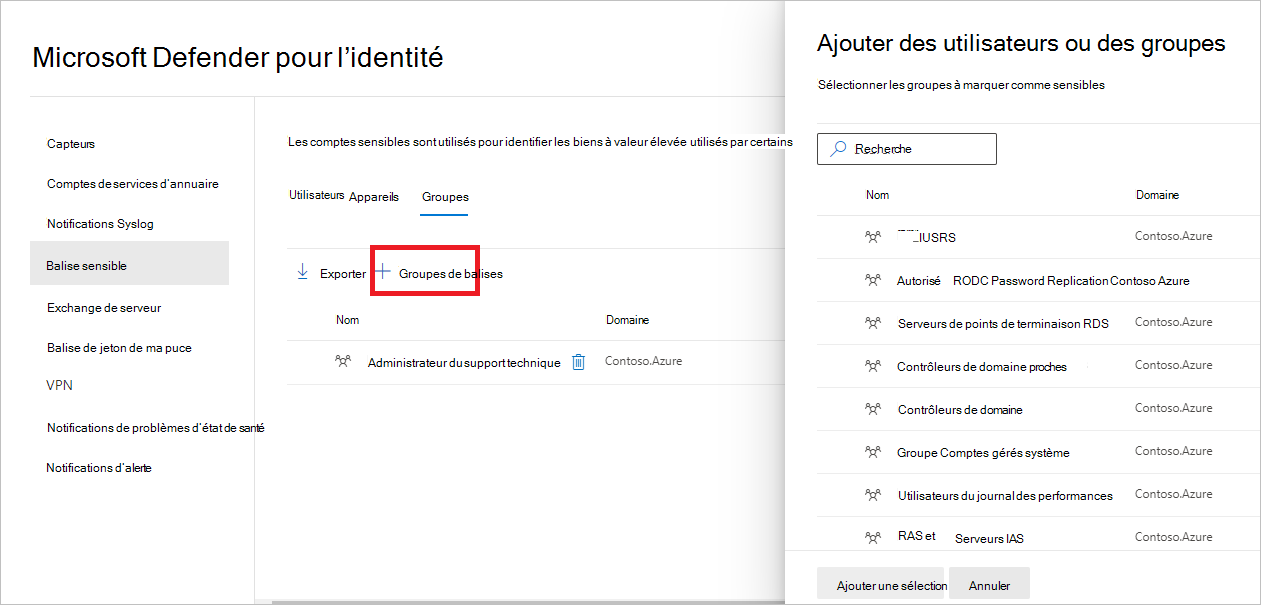 Microsoft Defender pour l'identité
Capteurs
Comptes de services d'annuaire
Notifications Syslog
Balise sensible
Exchange de serveur
Balise de jeton de ma puce
VPN
Notifications de problèmes d'état de santé
Notifications d'alerte
Les comptes sensibles sont utilisés pour identifier les biens à valeur élevée utilisés par certains
Utilisateurs Appareils Groupes
Exporter Groupes de balises
Nom Domaine
Administrateur du support technique Contoso.Azure
Ajouter des utilisateurs ou des groupes
Sélectionner les groupes à marquer comme sensibles
Recherche
Nom Domaine
IUSRS Contoso.Azure
Autorisé RODC Password Replication Contoso Azure
Serveurs de points de terminaison RDS Contoso.Azure
Contrôleurs de domaine proches Contoso.Azure
Contrôleurs de domaine Contoso.Azure
Groupe Comptes gérés système Contoso.Azure
Utilisateurs du journal des performances Contoso.Azure
RAS et Serveurs IAS Contoso.Azure
Ajouter une sélection Annuler